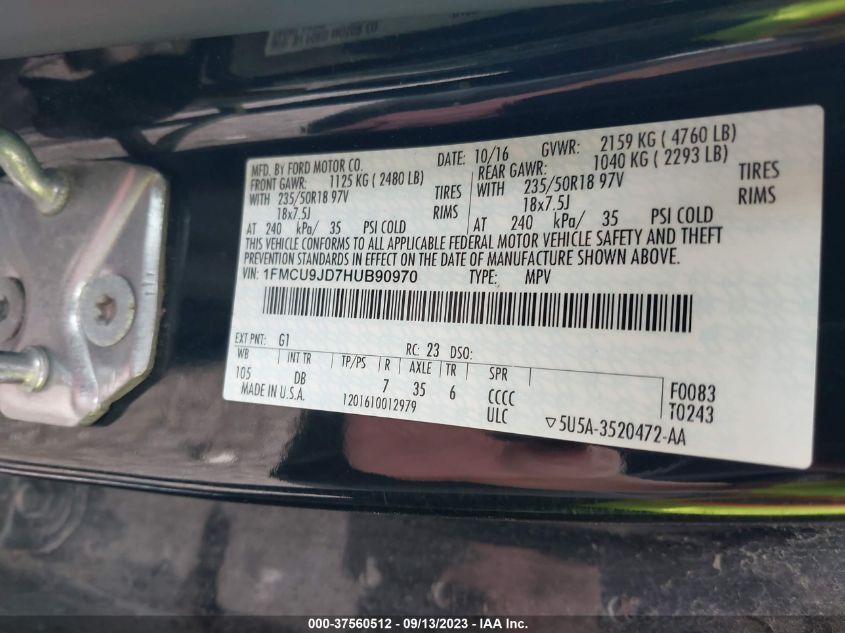 MFD. BY FORD MOTOR CO. DATE: 10/16 GVWR: 2159 KG ( 4760 LB)
FRONT GAWR: 1125 KG ( 2480 LB) REAR GAWR: 1040 KG ( 2293 LB)
WITH 235/50R18 97V TIRES WITH 235/50R18 97V TIRES
18x7.5J RIMS 18x7.5J RIMS
AT 240 kPa/ 35 PSI COLD AT 240 kPa/ 35 PSI COLD
THIS VEHICLE CONFORMS TO ALL APPLICABLE FEDERAL MOTOR VEHICLE SAFETY AND THEFT
PREVENTION STANDARDS IN EFFECT ON THE DATE OF MANUFACTURE SHOWN ABOVE.
VIN: 1FMCU9JD7HUB90970 TYPE: MPV
EXT PNT: G1 RC: 23 DSO:
WB INT TR TP/PS R AXLE TR SPR
105 DB 7 35 6 CCCC F0083
MADE IN U.S.A. 1201610012979 ULC T0243
▽5U5A-3520472-AA
000-37560512 - 09/13/2023 - IAA Inc.